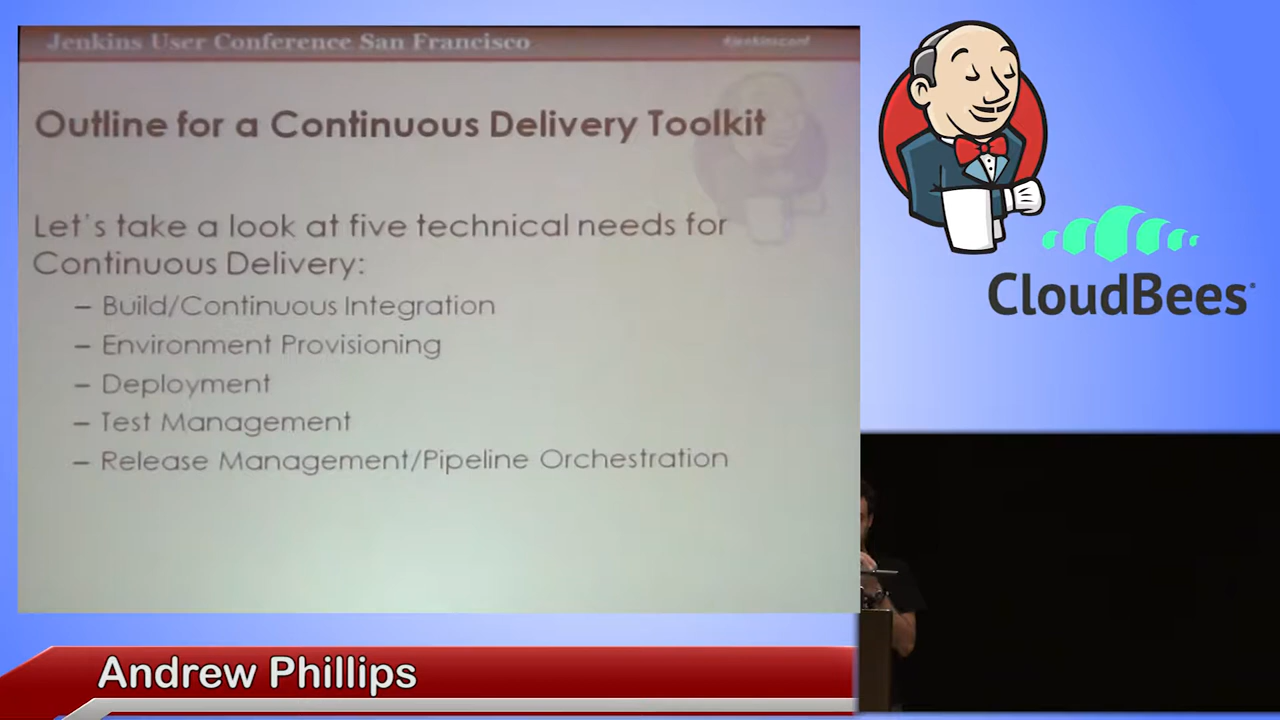 Jenkins User Conference San Francisco
#jenkinsconf
Outline for a Continuous Delivery Toolkit
Let's take a look at five technical needs for
Continuous Delivery:
– Build/Continuous Integration
– Environment Provisioning
– Deployment
– Test Management
– Release Management/Pipeline Orchestration
CloudBees
Andrew Phillips